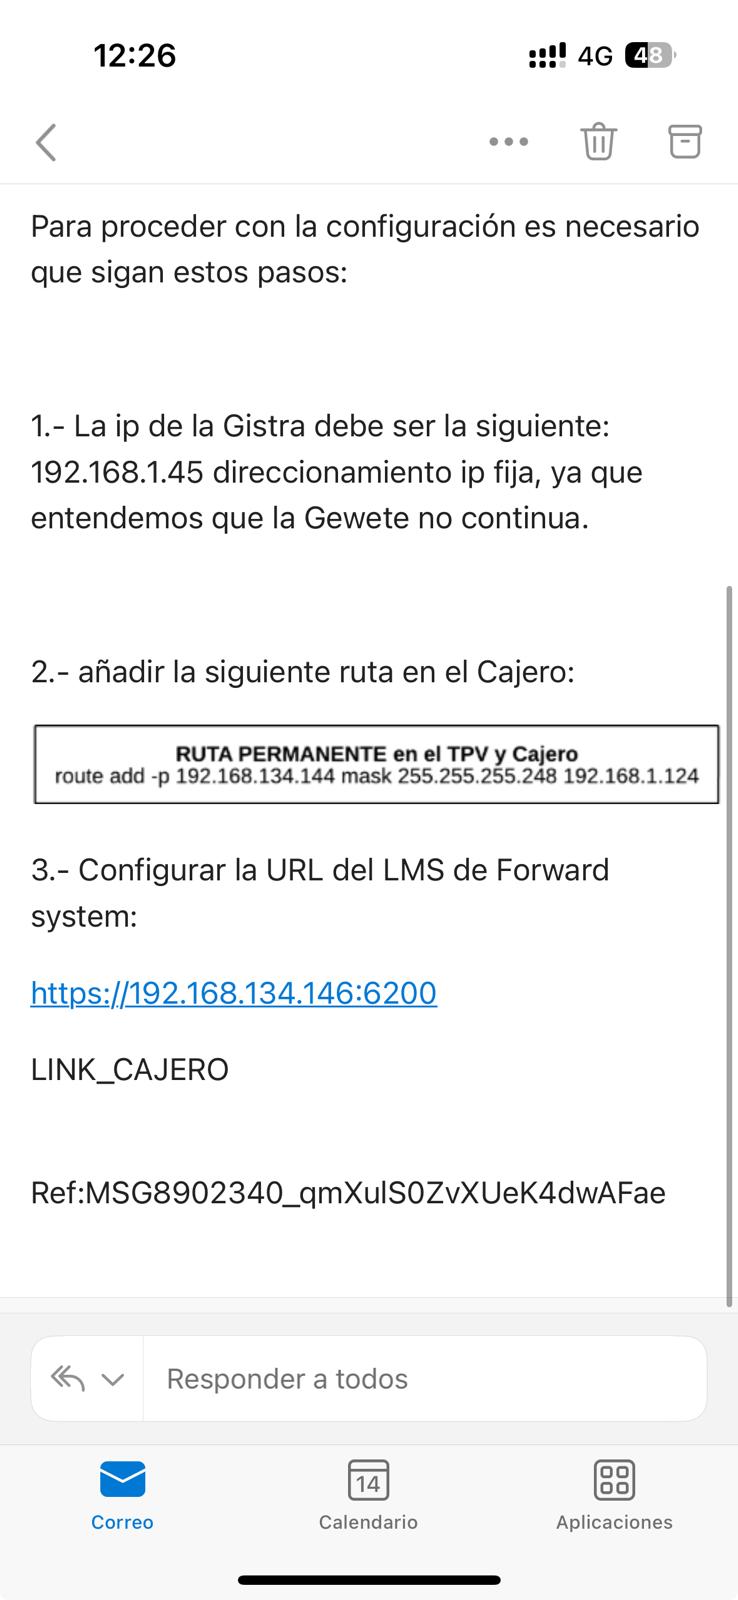 12:26
4G
48
Para proceder con la configuración es necesario
que sigan estos pasos:
1.- La ip de la Gistra debe ser la siguiente:
192.168.1.45 direccionamiento ip fija, ya que
entendemos que la Gewete no continua.
2.- añadir la siguiente ruta en el Cajero:
RUTA PERMANENTE en el TPV y Cajero
route add -p 192.168.134.144 mask 255.255.255.248 192.168.1.124
3.- Configurar la URL del LMS de Forward
system:
https://192.168.134.146:6200
LINK_CAJERO
Ref:MSG8902340_qmXulS0ZvXUeK4dwAFae
Responder a todos
14
Correo
Calendario
Aplicaciones